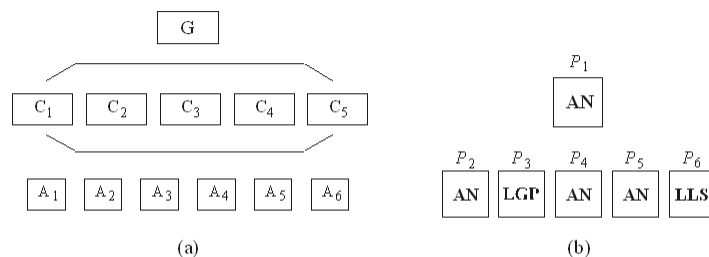 G
C1 C2 C3 C4 C5
A1 A2 A3 A4 A5 A6
(a)
P1
AN
P2 P3 P4 P5 P6
AN LGP AN AN LLS
(b)